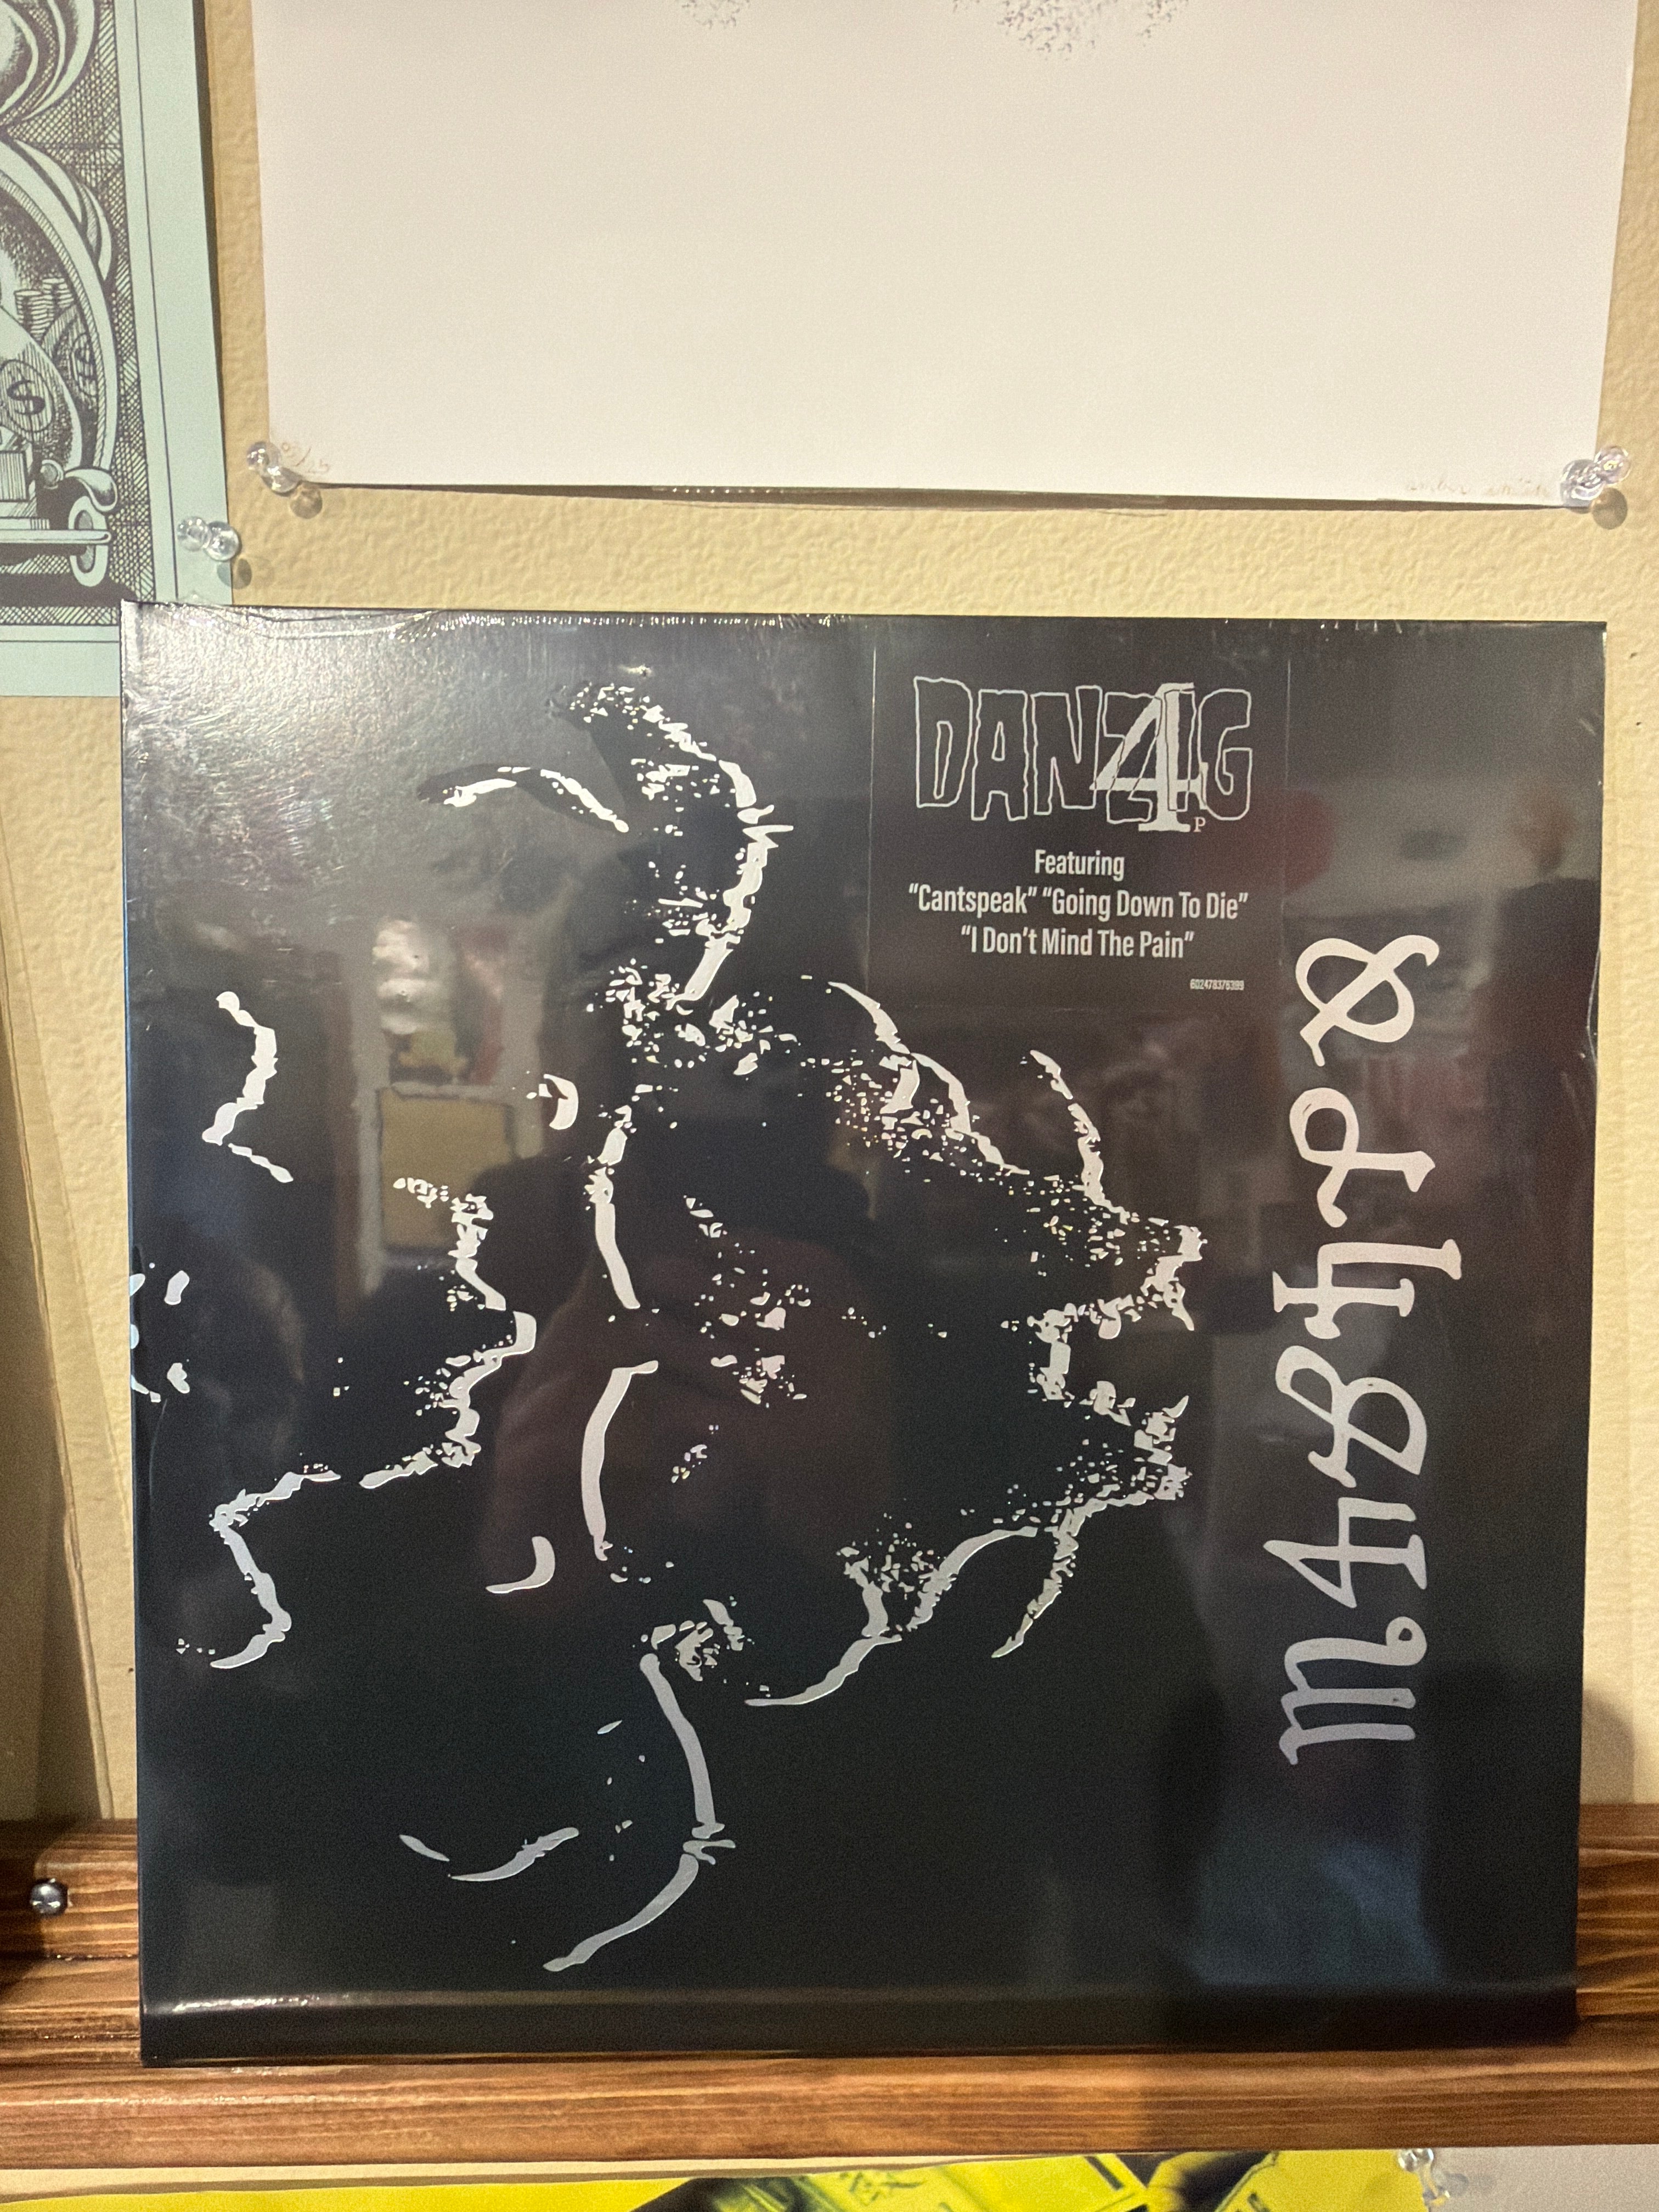 $
DANZIG 4
P
Featuring
“Cantspeak” “Going Down To Die”
“I Don’t Mind The Pain”
602478376399